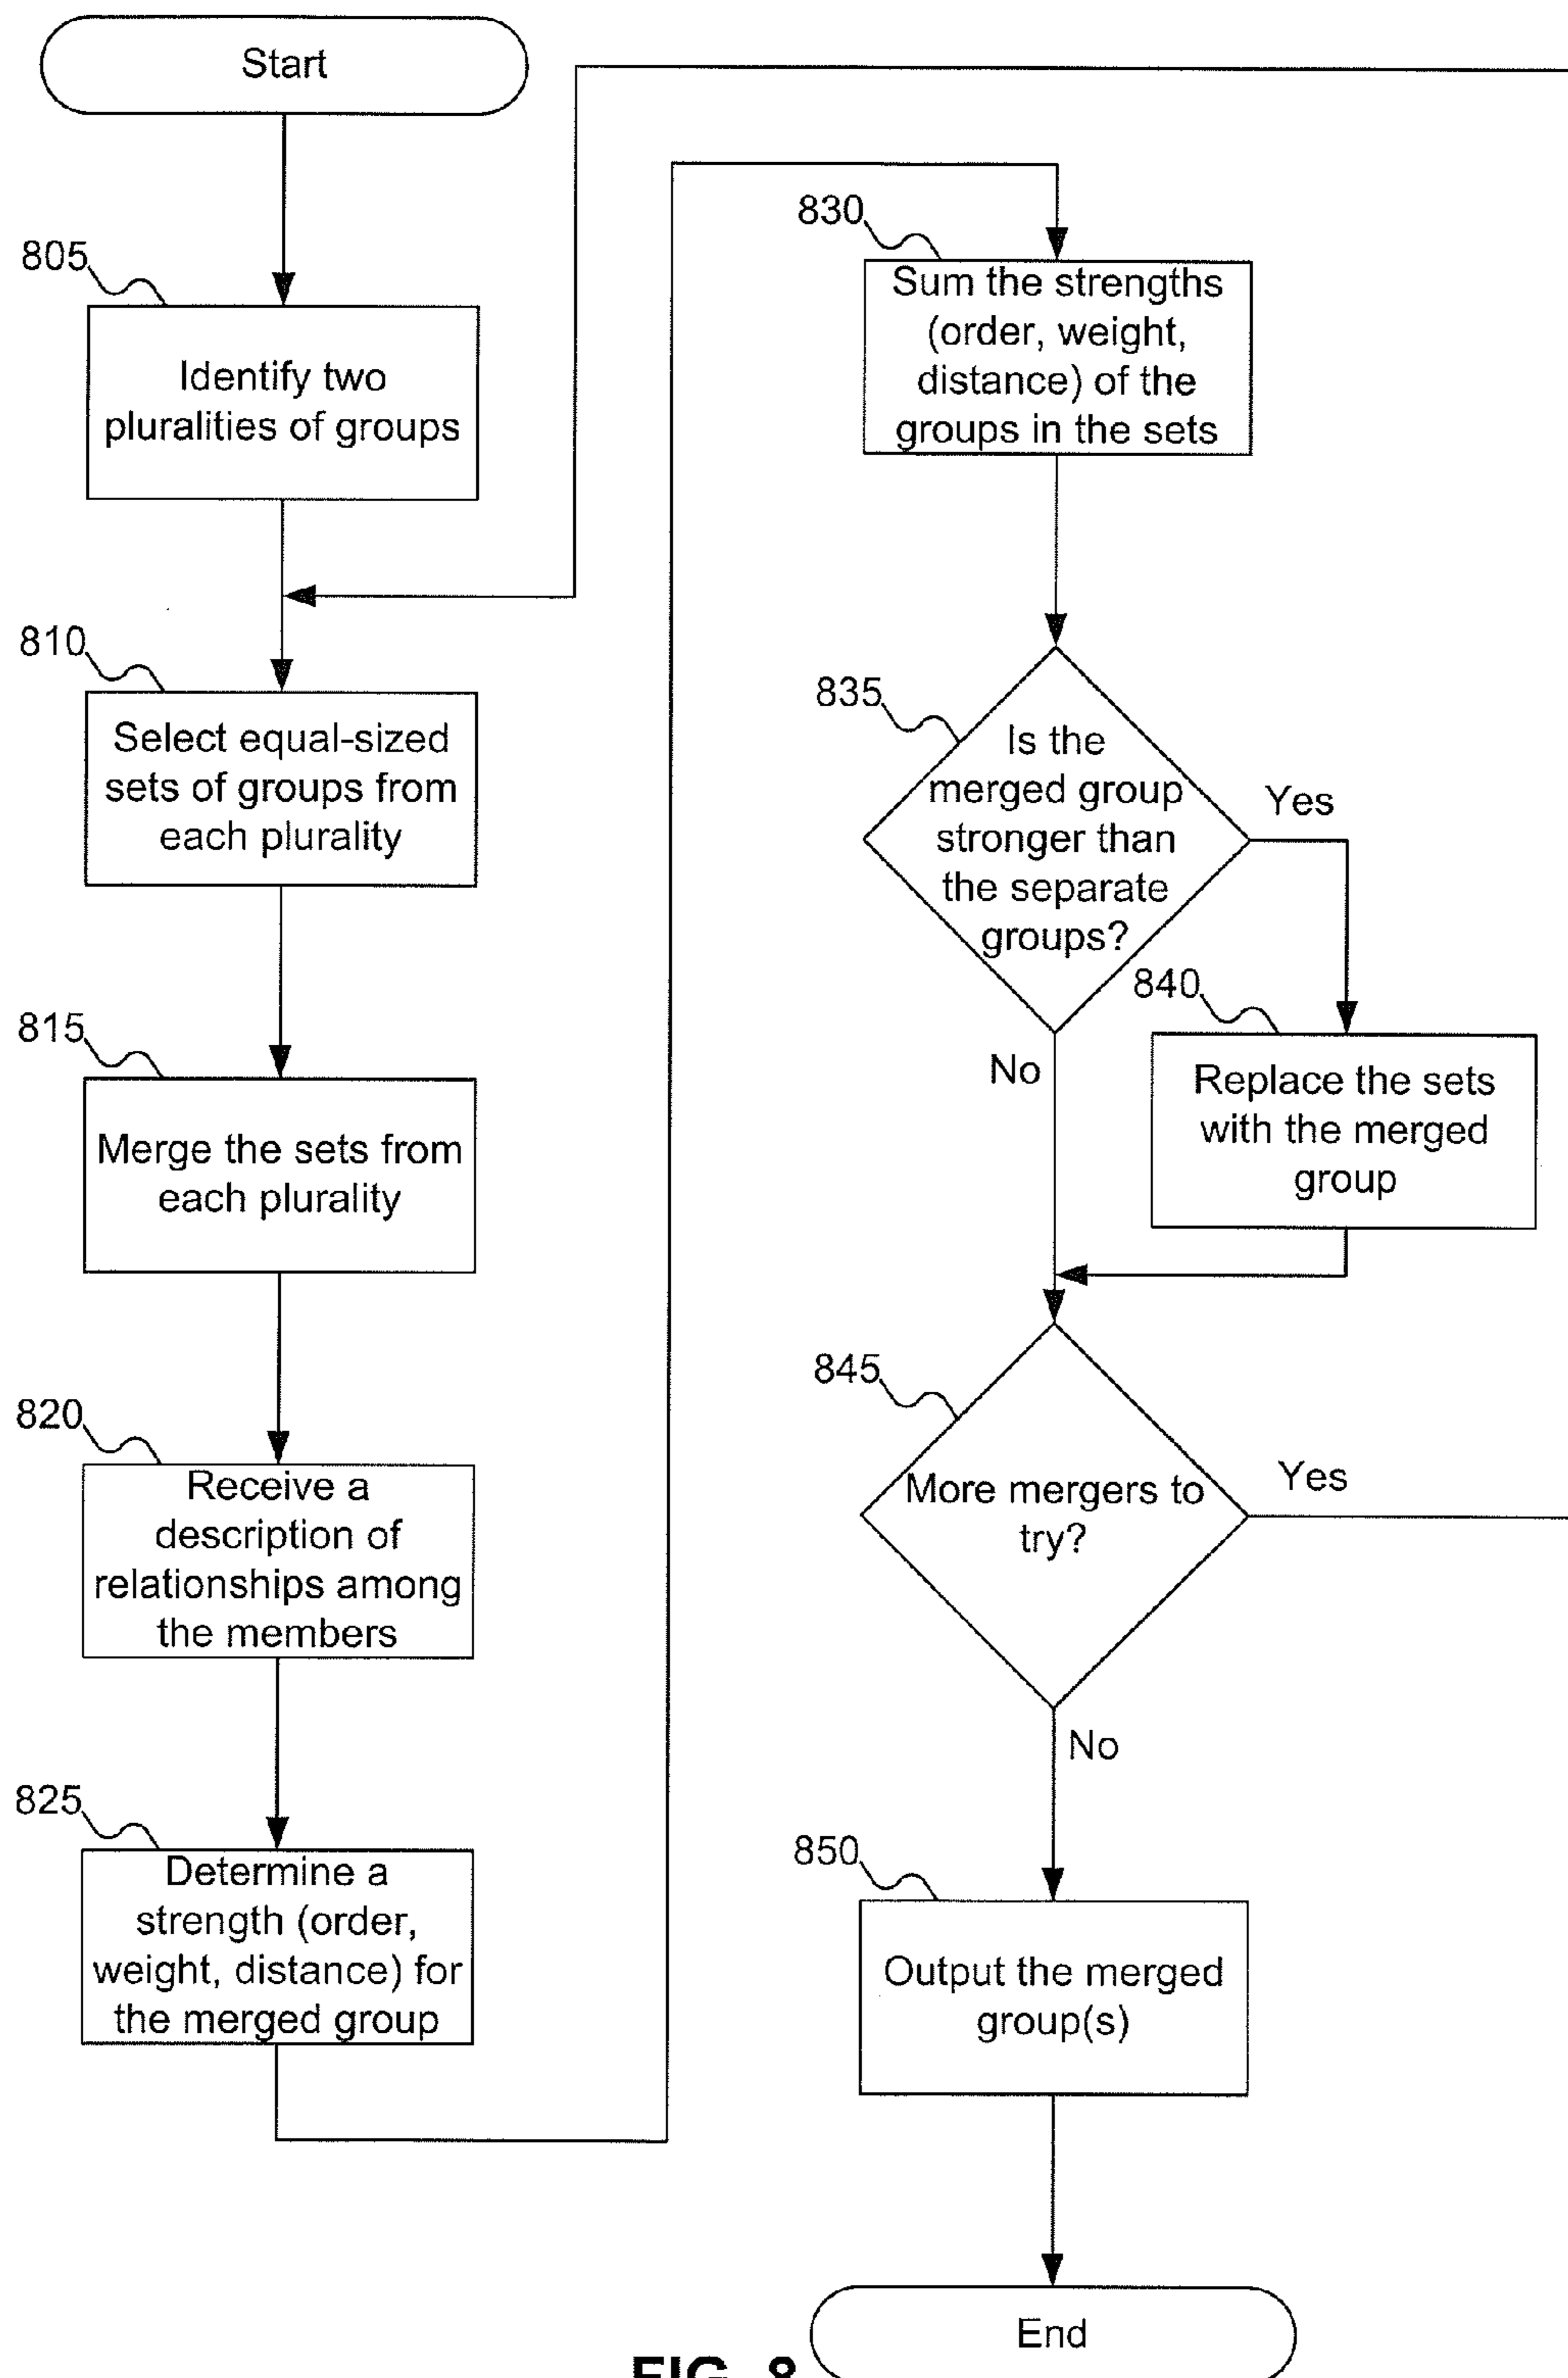 Start
805
Identify two
pluralities of groups
810
Select equal-sized
sets of groups from
each plurality
815
Merge the sets from
each plurality
820
Receive a
description of
relationships among
the members
825
Determine a
strength (order,
weight, distance) for
the merged group
830
Sum the strengths
(order, weight,
distance) of the
groups in the sets
835
Is the
merged group
stronger than
the separate
groups?
Yes
840
Replace the sets
with the merged
group
No
845
More mergers to
try?
Yes
No
850
Output the merged
group(s)
End
FIG. 8